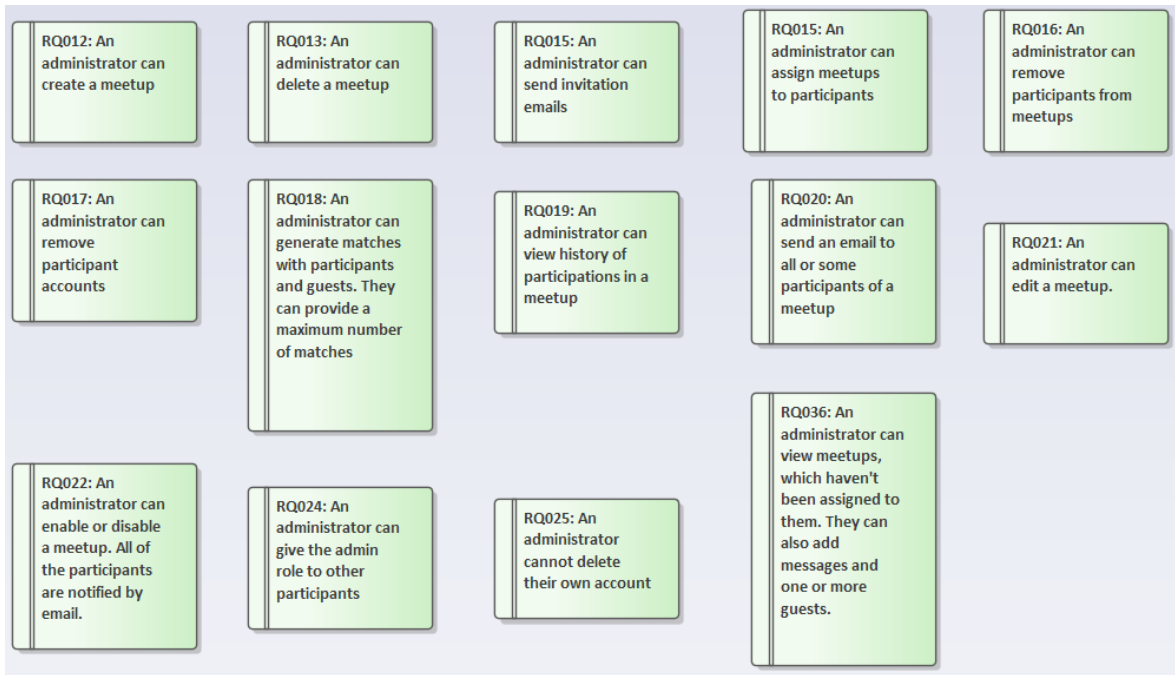 RQ012: An
administrator can
create a meetup
RQ013: An
administrator can
delete a meetup
RQ015: An
administrator can
send invitation
emails
RQ015: An
administrator can
assign meetups
to participants
RQ016: An
administrator can
remove
participants from
meetups
RQ017: An
administrator can
remove
participant
accounts
RQ018: An
administrator can
generate matches
with participants
and guests. They
can provide a
maximum number
of matches
RQ019: An
administrator can
view history of
participations in a
meetup
RQ020: An
administrator can
send an email to
all or some
participants of a
meetup
RQ021: An
administrator can
edit a meetup.
RQ022: An
administrator can
enable or disable
a meetup. All of
the participants
are notified by
email.
RQ024: An
administrator can
give the admin
role to other
participants
RQ025: An
administrator
cannot delete
their own account
RQ036: An
administrator can
view meetups,
which haven't
been assigned to
them. They can
also add
messages and
one or more
guests.